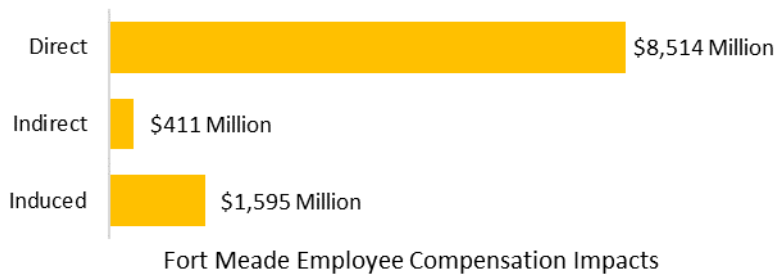 Direct $8,514 Million
Indirect $411 Million
Induced $1,595 Million
Fort Meade Employee Compensation Impacts